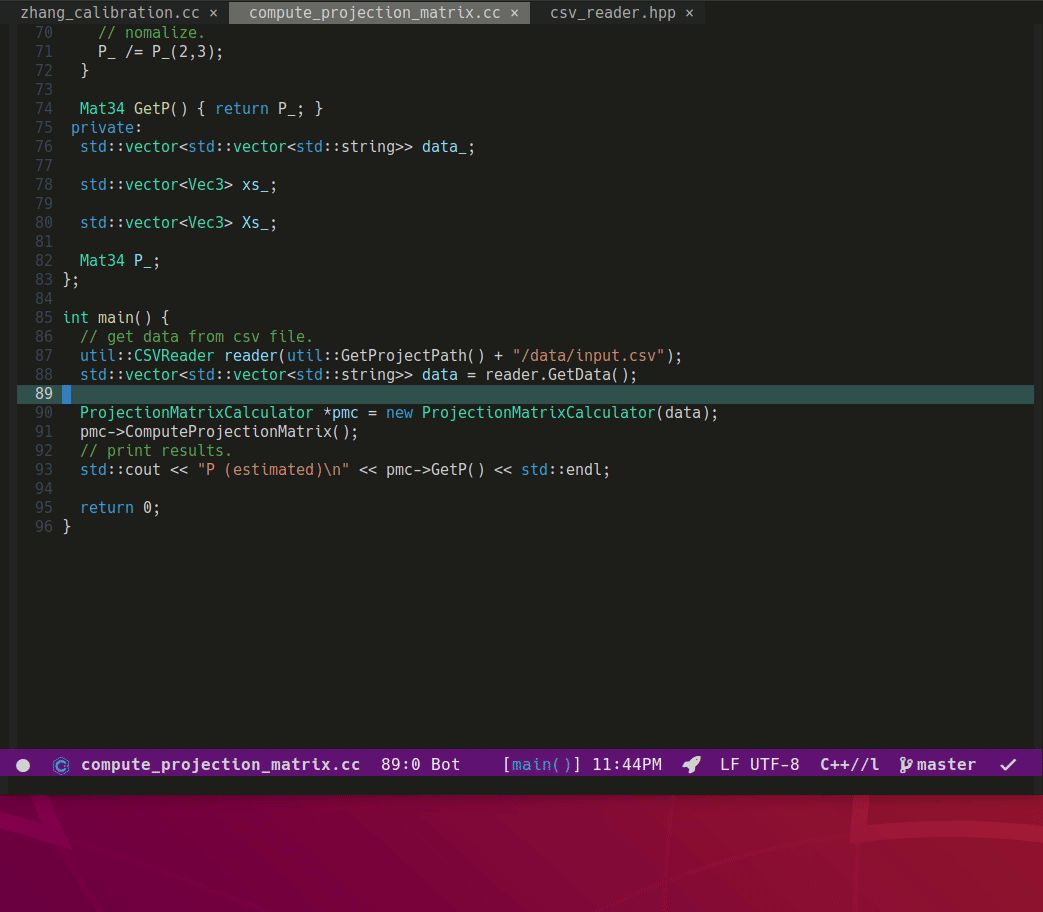 zhang_calibration.cc × compute_projection_matrix.cc × csv_reader.hpp ×
70 // nomalize.
71 P_ /= P_(2,3);
72 }
73
74 Mat34 GetP() { return P_; }
75 private:
76 std::vector<std::vector<std::string>> data_;
77
78 std::vector<Vec3> xs_;
79
80 std::vector<Vec3> Xs_;
81
82 Mat34 P_;
83 };
84
85 int main() {
86 // get data from csv file.
87 util::CSVReader reader(util::GetProjectPath() + "/data/input.csv");
88 std::vector<std::vector<std::string>> data = reader.GetData();
89
90 ProjectionMatrixCalculator *pmc = new ProjectionMatrixCalculator(data);
91 pmc->ComputeProjectionMatrix();
92 // print results.
93 std::cout << "P (estimated)\n" << pmc->GetP() << std::endl;
94
95 return 0;
96 }
C compute_projection_matrix.cc 89:0 Bot [main()] 11:44PM LF UTF-8 C++//l master